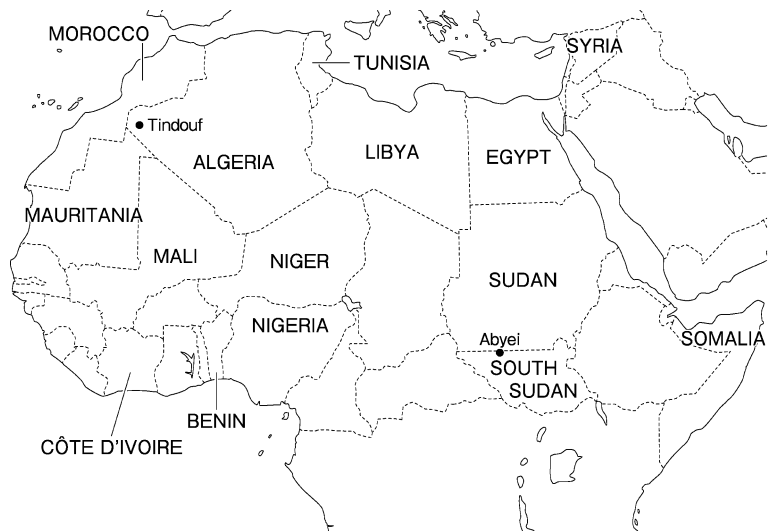 MOROCCO
SYRIA
TUNISIA
Tindouf
LIBYA
EGYPT
ALGERIA
MAURITANIA
MALI
NIGER
SUDAN
NIGERIA
Abyei
SOMALIA
SOUTH
SUDAN
BENIN
CÔTE D'IVOIRE